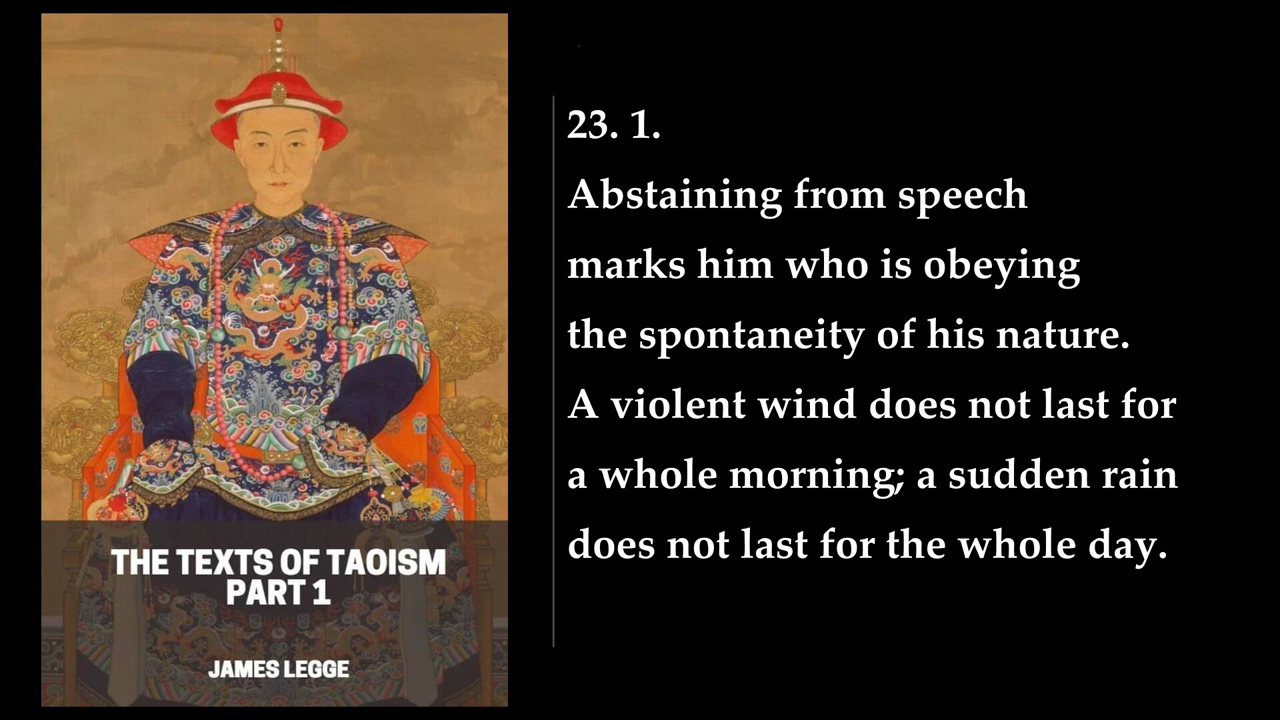 THE TEXTS OF TAOISM
PART 1
JAMES LEGGE
23. 1.
Abstaining from speech
marks him who is obeying
the spontaneity of his nature.
A violent wind does not last for
a whole morning; a sudden rain
does not last for the whole day.